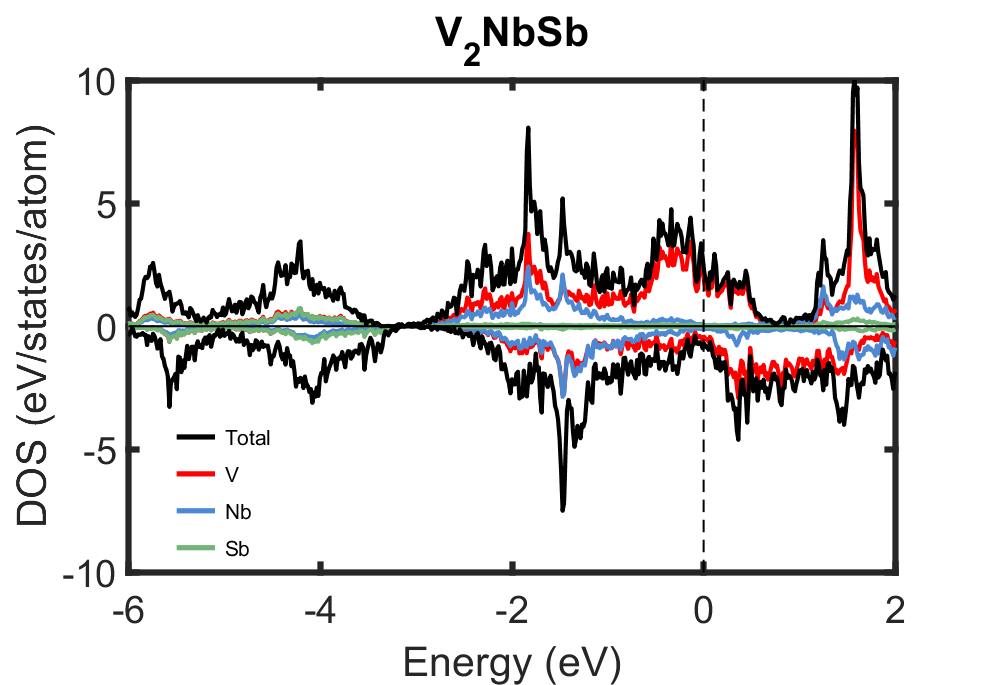 V2NbSb
10
5
0
-5
-10
DOS (eV/states/atom)
Total
V
Nb
Sb
-6 -4 -2 0 2
Energy (eV)